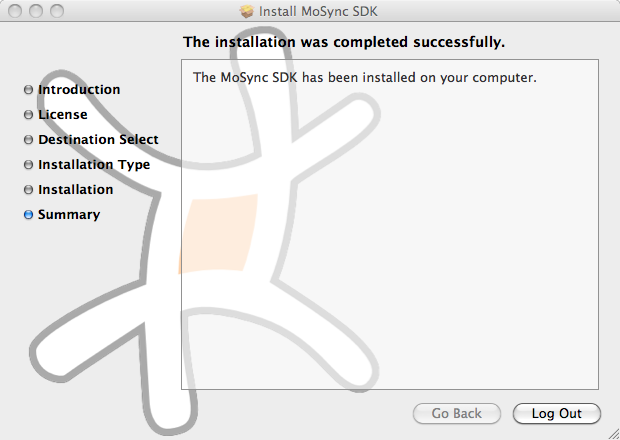 Install MoSync SDK
The installation was completed successfully.
The MoSync SDK has been installed on your computer.
Introduction
License
Destination Select
Installation Type
Installation
Summary
Go Back
Log Out